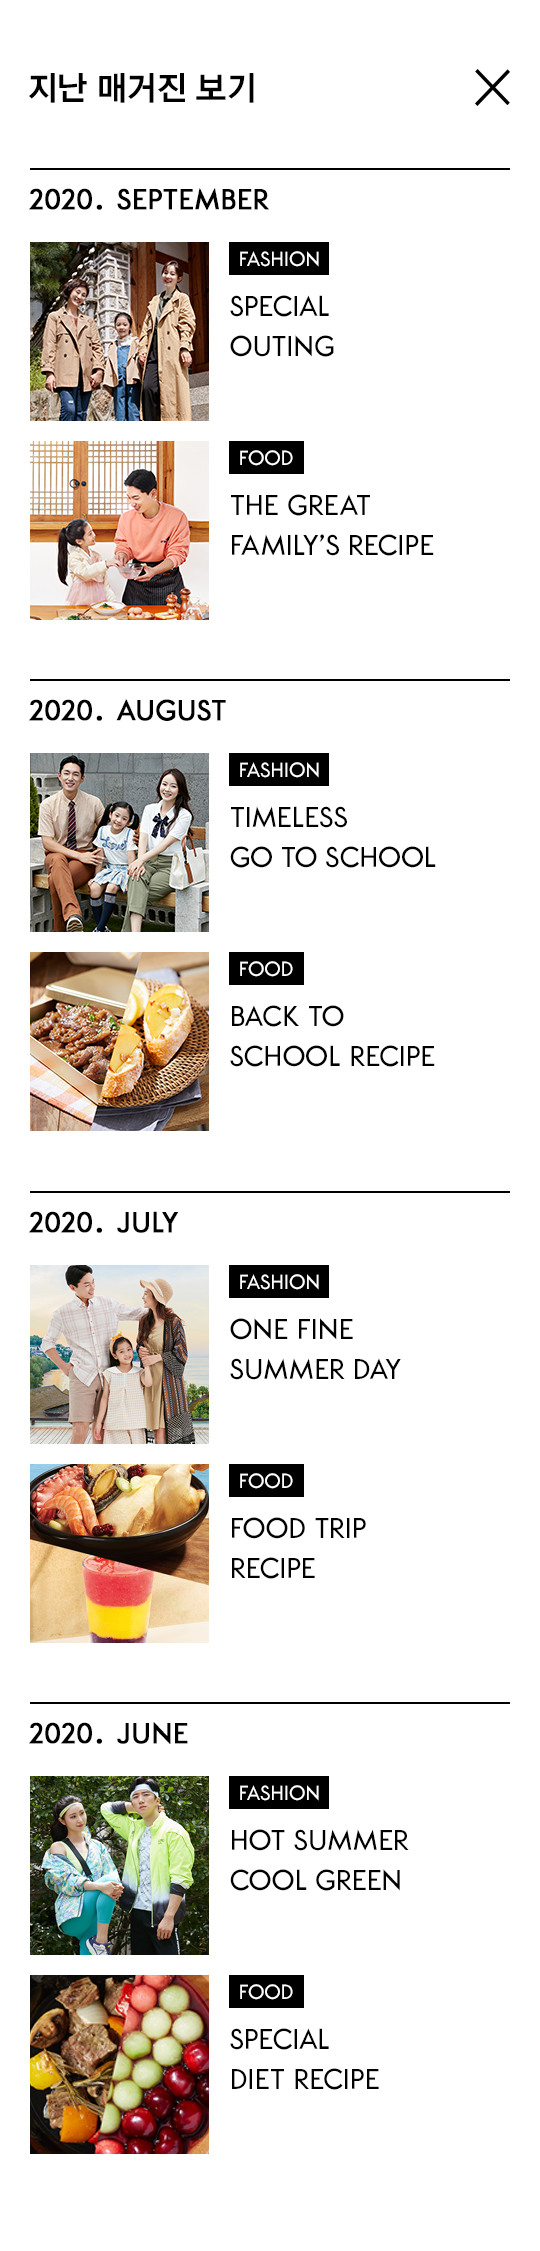 지난 매거진 보기
2020. SEPTEMBER
FASHION
SPECIAL
OUTING
FOOD
THE GREAT
FAMILY’S RECIPE
2020. AUGUST
FASHION
TIMELESS
GO TO SCHOOL
FOOD
BACK TO
SCHOOL RECIPE
2020. JULY
FASHION
ONE FINE
SUMMER DAY
FOOD
FOOD TRIP
RECIPE
2020. JUNE
FASHION
HOT SUMMER
COOL GREEN
FOOD
SPECIAL
DIET RECIPE